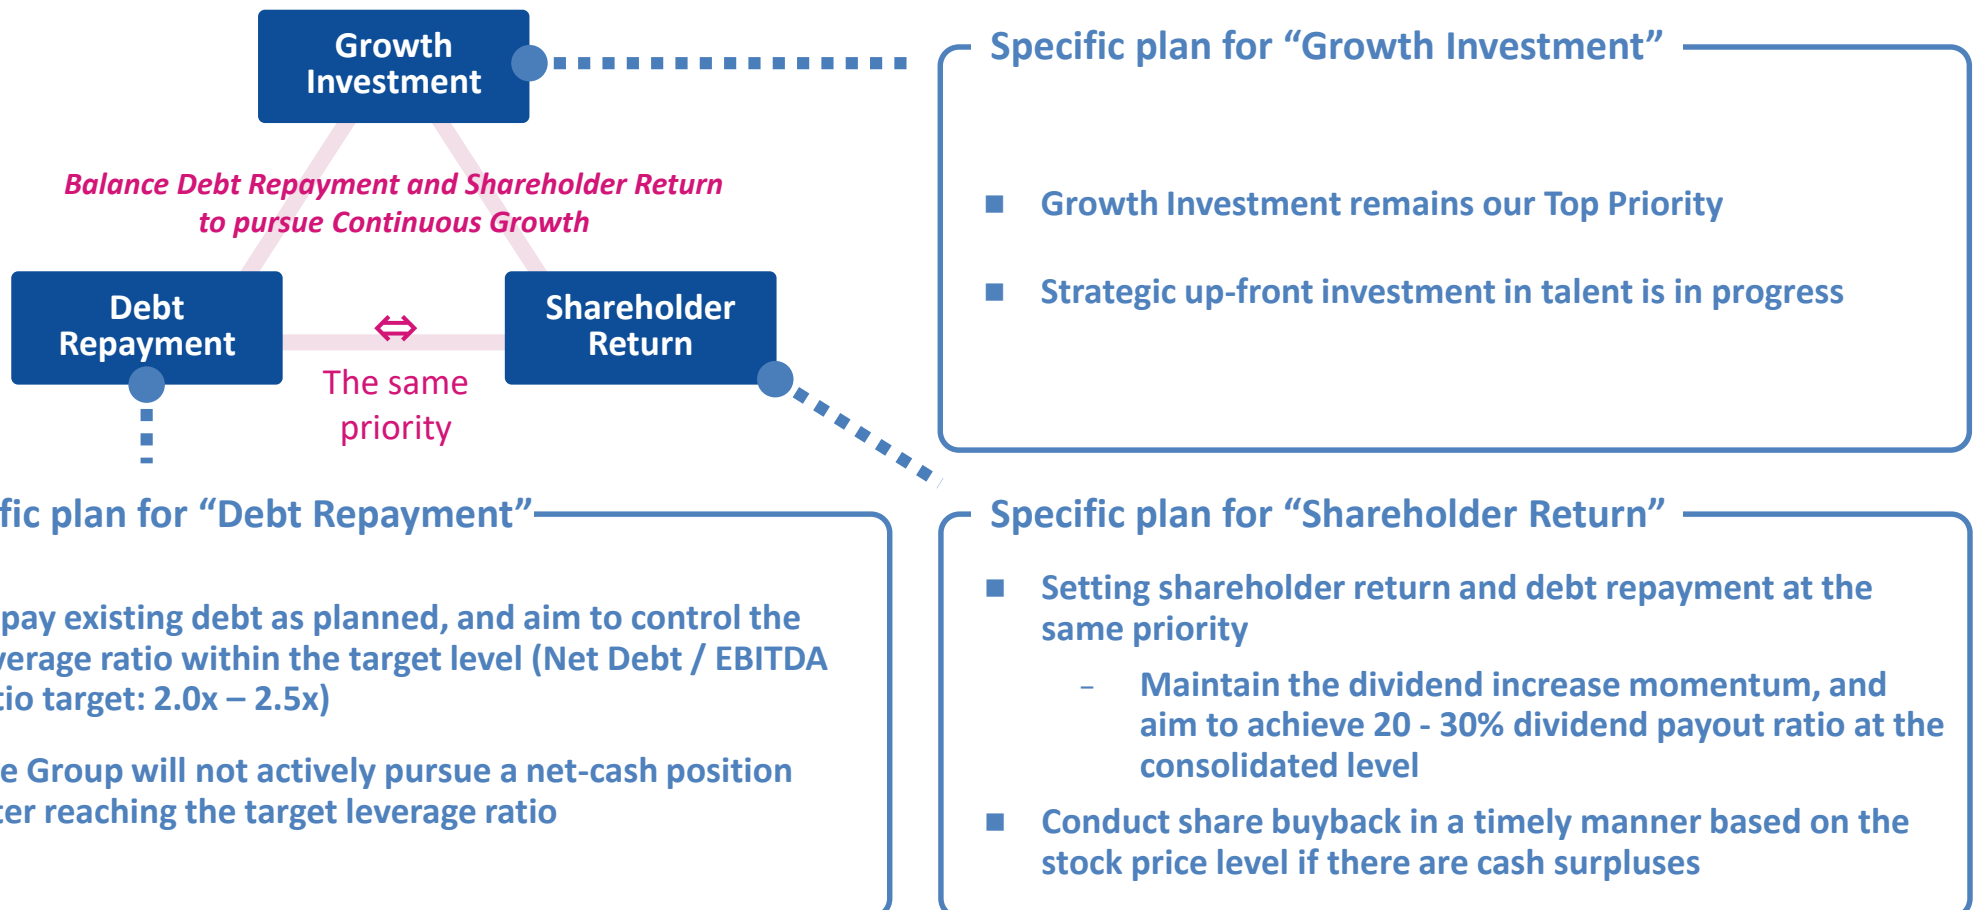 Growth
Investment
Balance Debt Repayment and Shareholder Return
to pursue Continuous Growth
Debt
Repayment
⇔
The same
priority
Shareholder
Return
Specific plan for “Growth Investment”
■ Growth Investment remains our Top Priority
■ Strategic up-front investment in talent is in progress
fic plan for “Debt Repayment”
pay existing debt as planned, and aim to control the
verage ratio within the target level (Net Debt / EBITDA
tio target: 2.0x – 2.5x)
e Group will not actively pursue a net-cash position
ter reaching the target leverage ratio
Specific plan for “Shareholder Return”
■ Setting shareholder return and debt repayment at the
same priority
– Maintain the dividend increase momentum, and
aim to achieve 20 - 30% dividend payout ratio at the
consolidated level
■ Conduct share buyback in a timely manner based on the
stock price level if there are cash surpluses